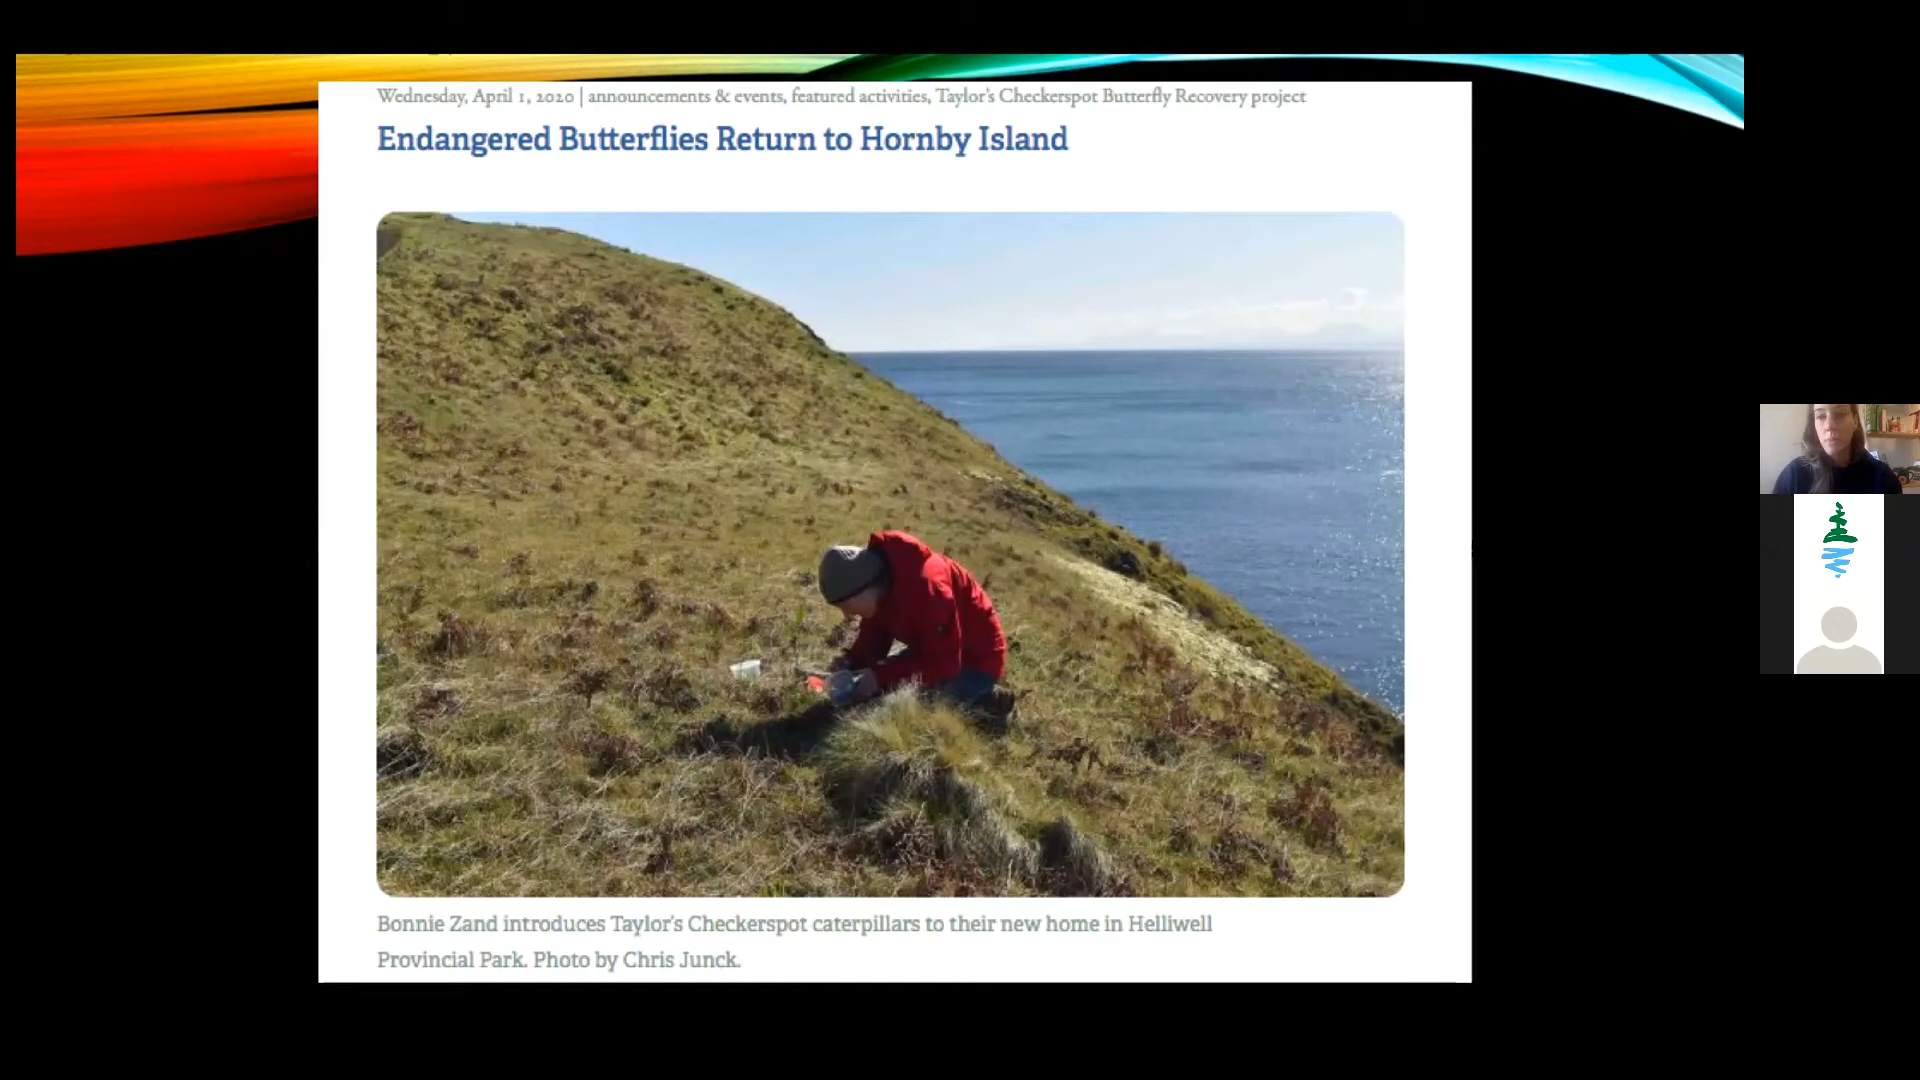 Wednesday, April 1, 2020 | announcements & events, featured activities, Taylor's Checkerspot Butterfly Recovery project
Endangered Butterflies Return to Hornby Island
Bonnie Zand introduces Taylor's Checkerspot caterpillars to their new home in Helliwell
Provincial Park. Photo by Chris Junck.